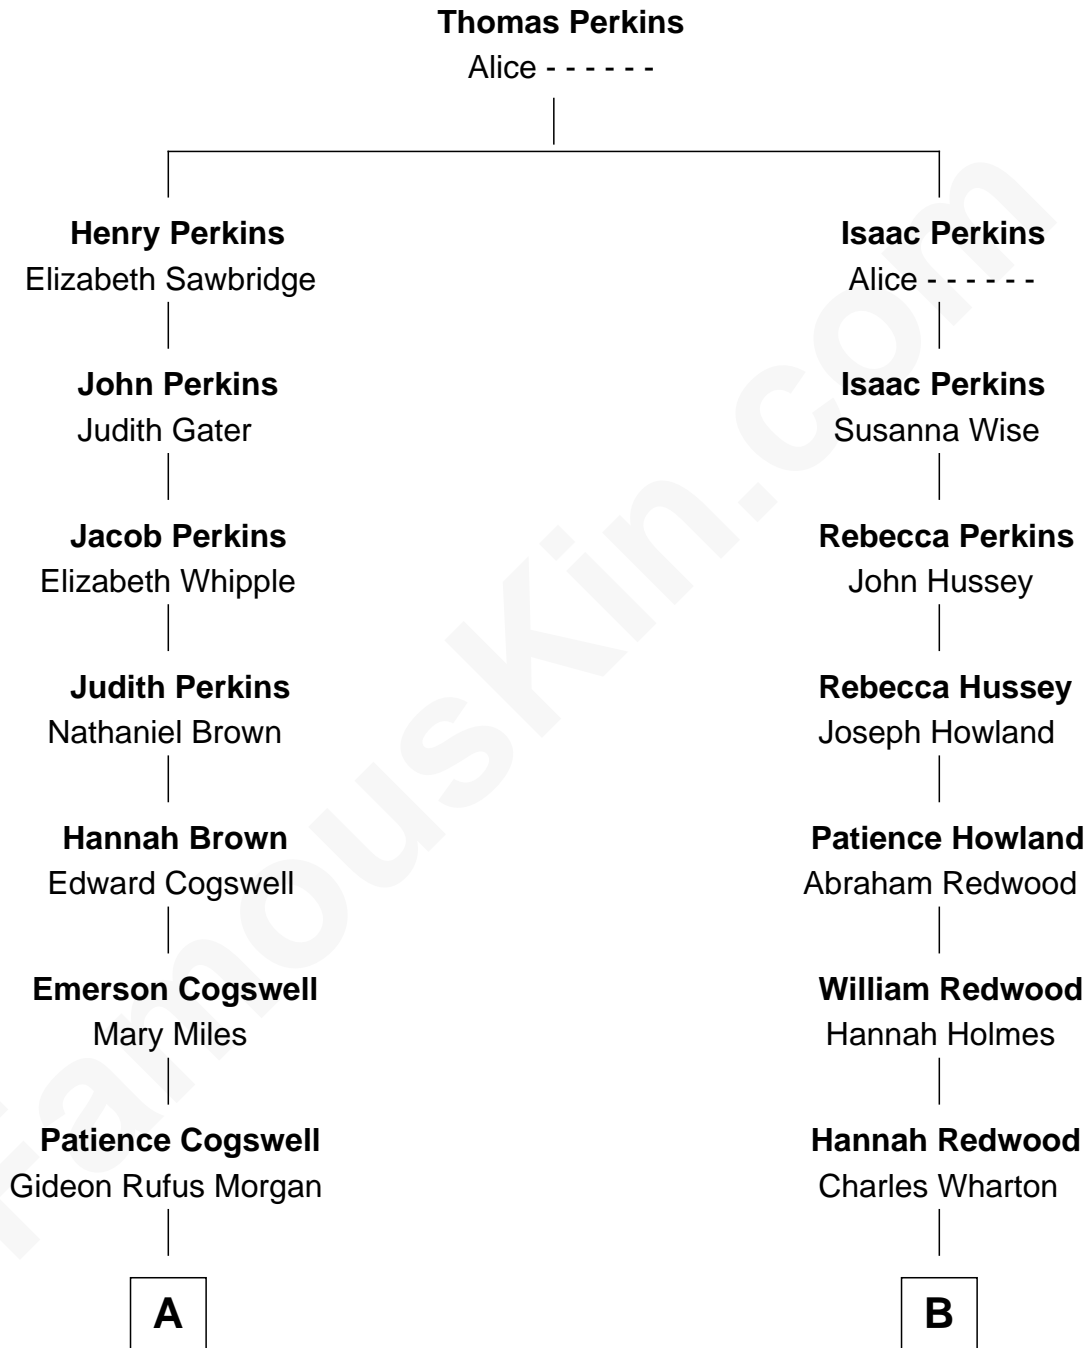 Thomas Perkins
Alice - - - - - -
Henry Perkins
Elizabeth Sawbridge
John Perkins
Judith Gater
Jacob Perkins
Elizabeth Whipple
Judith Perkins
Nathaniel Brown
Hannah Brown
Edward Cogswell
Emerson Cogswell
Mary Miles
Patience Cogswell
Gideon Rufus Morgan
A
Isaac Perkins
Alice - - - - - -
Isaac Perkins
Susanna Wise
Rebecca Perkins
John Hussey
Rebecca Hussey
Joseph Howland
Patience Howland
Abraham Redwood
William Redwood
Hannah Holmes
Hannah Redwood
Charles Wharton
B
FamousKin.com